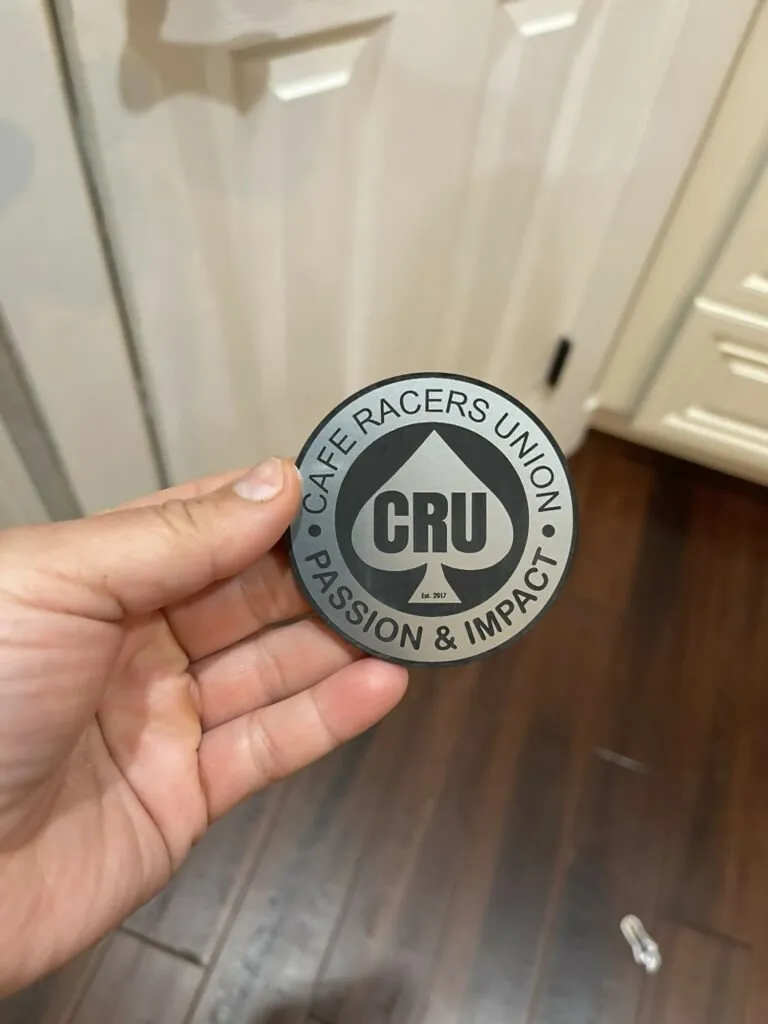 CAFE RACERS UNION
CRU
Est. 2017
PASSION & IMPACT